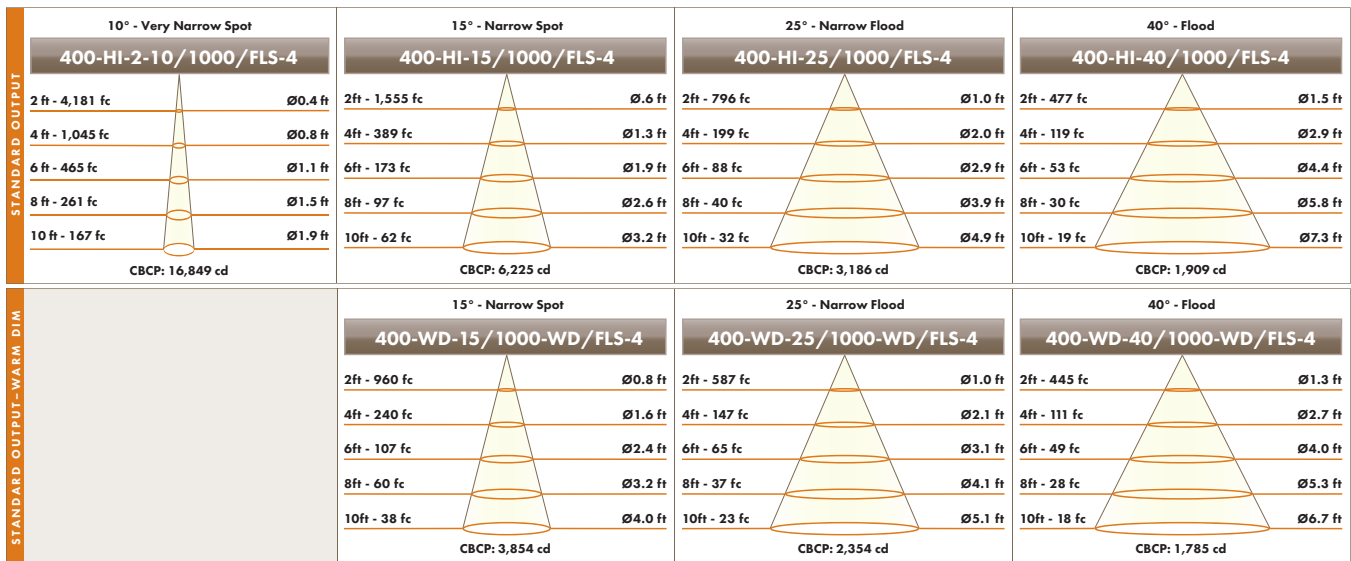 STANDARD OUTPUT
10° - Very Narrow Spot
400-HI-2-10/1000/FLS-4
2 ft - 4,181 fc Ø0.4 ft
4 ft - 1,045 fc Ø0.8 ft
6 ft - 465 fc Ø1.1 ft
8 ft - 261 fc Ø1.5 ft
10 ft - 167 fc Ø1.9 ft
CBCP: 16,849 cd
15° - Narrow Spot
400-HI-15/1000/FLS-4
2ft - 1,555 fc Ø.6 ft
4ft - 389 fc Ø1.3 ft
6ft - 173 fc Ø1.9 ft
8ft - 97 fc Ø2.6 ft
10ft - 62 fc Ø3.2 ft
CBCP: 6,225 cd
25° - Narrow Flood
400-HI-25/1000/FLS-4
2ft - 796 fc Ø1.0 ft
4ft - 199 fc Ø2.0 ft
6ft - 88 fc Ø2.9 ft
8ft - 40 fc Ø3.9 ft
10ft - 32 fc Ø4.9 ft
CBCP: 3,186 cd
40° - Flood
400-HI-40/1000/FLS-4
2ft - 477 fc Ø1.5 ft
4ft - 119 fc Ø2.9 ft
6ft - 53 fc Ø4.4 ft
8ft - 30 fc Ø5.8 ft
10ft - 19 fc Ø7.3 ft
CBCP: 1,909 cd
STANDARD OUTPUT-WARM DIM
15° - Narrow Spot
400-WD-15/1000-WD/FLS-4
2ft - 960 fc Ø0.8 ft
4ft - 240 fc Ø1.6 ft
6ft - 107 fc Ø2.4 ft
8ft - 60 fc Ø3.2 ft
10ft - 38 fc Ø4.0 ft
CBCP: 3,854 cd
25° - Narrow Flood
400-WD-25/1000-WD/FLS-4
2ft - 587 fc Ø1.0 ft
4ft - 147 fc Ø2.1 ft
6ft - 65 fc Ø3.1 ft
8ft - 37 fc Ø4.1 ft
10ft - 23 fc Ø5.1 ft
CBCP: 2,354 cd
40° - Flood
400-WD-40/1000-WD/FLS-4
2ft - 445 fc Ø1.3 ft
4ft - 111 fc Ø2.7 ft
6ft - 49 fc Ø4.0 ft
8ft - 28 fc Ø5.3 ft
10ft - 18 fc Ø6.7 ft
CBCP: 1,785 cd